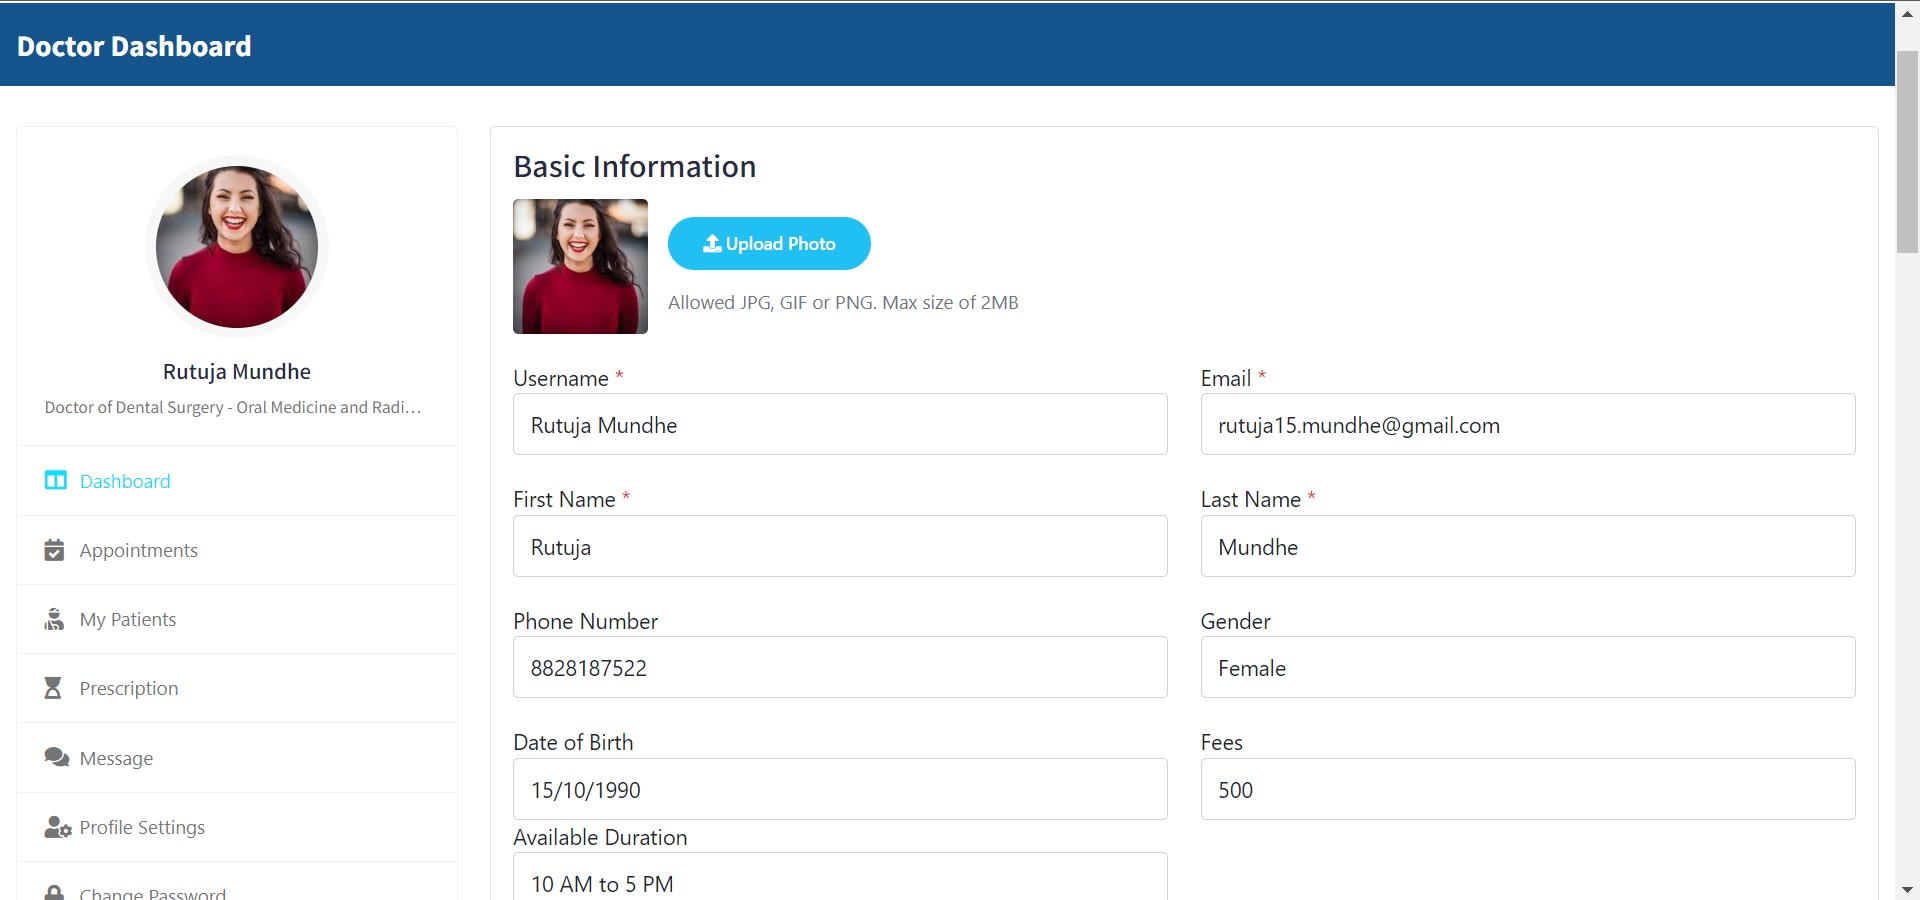 Doctor Dashboard
Rutuja Mundhe
Doctor of Dental Surgery - Oral Medicine and Radi...
Dashboard
Appointments
My Patients
Prescription
Message
Profile Settings
Change Password
Basic Information
Upload Photo
Allowed JPG, GIF or PNG. Max size of 2MB
Username * Email *
Rutuja Mundhe rutuja15.mundhe@gmail.com
First Name * Last Name *
Rutuja Mundhe
Phone Number Gender
8828187522 Female
Date of Birth Fees
15/10/1990 500
Available Duration
10 AM to 5 PM